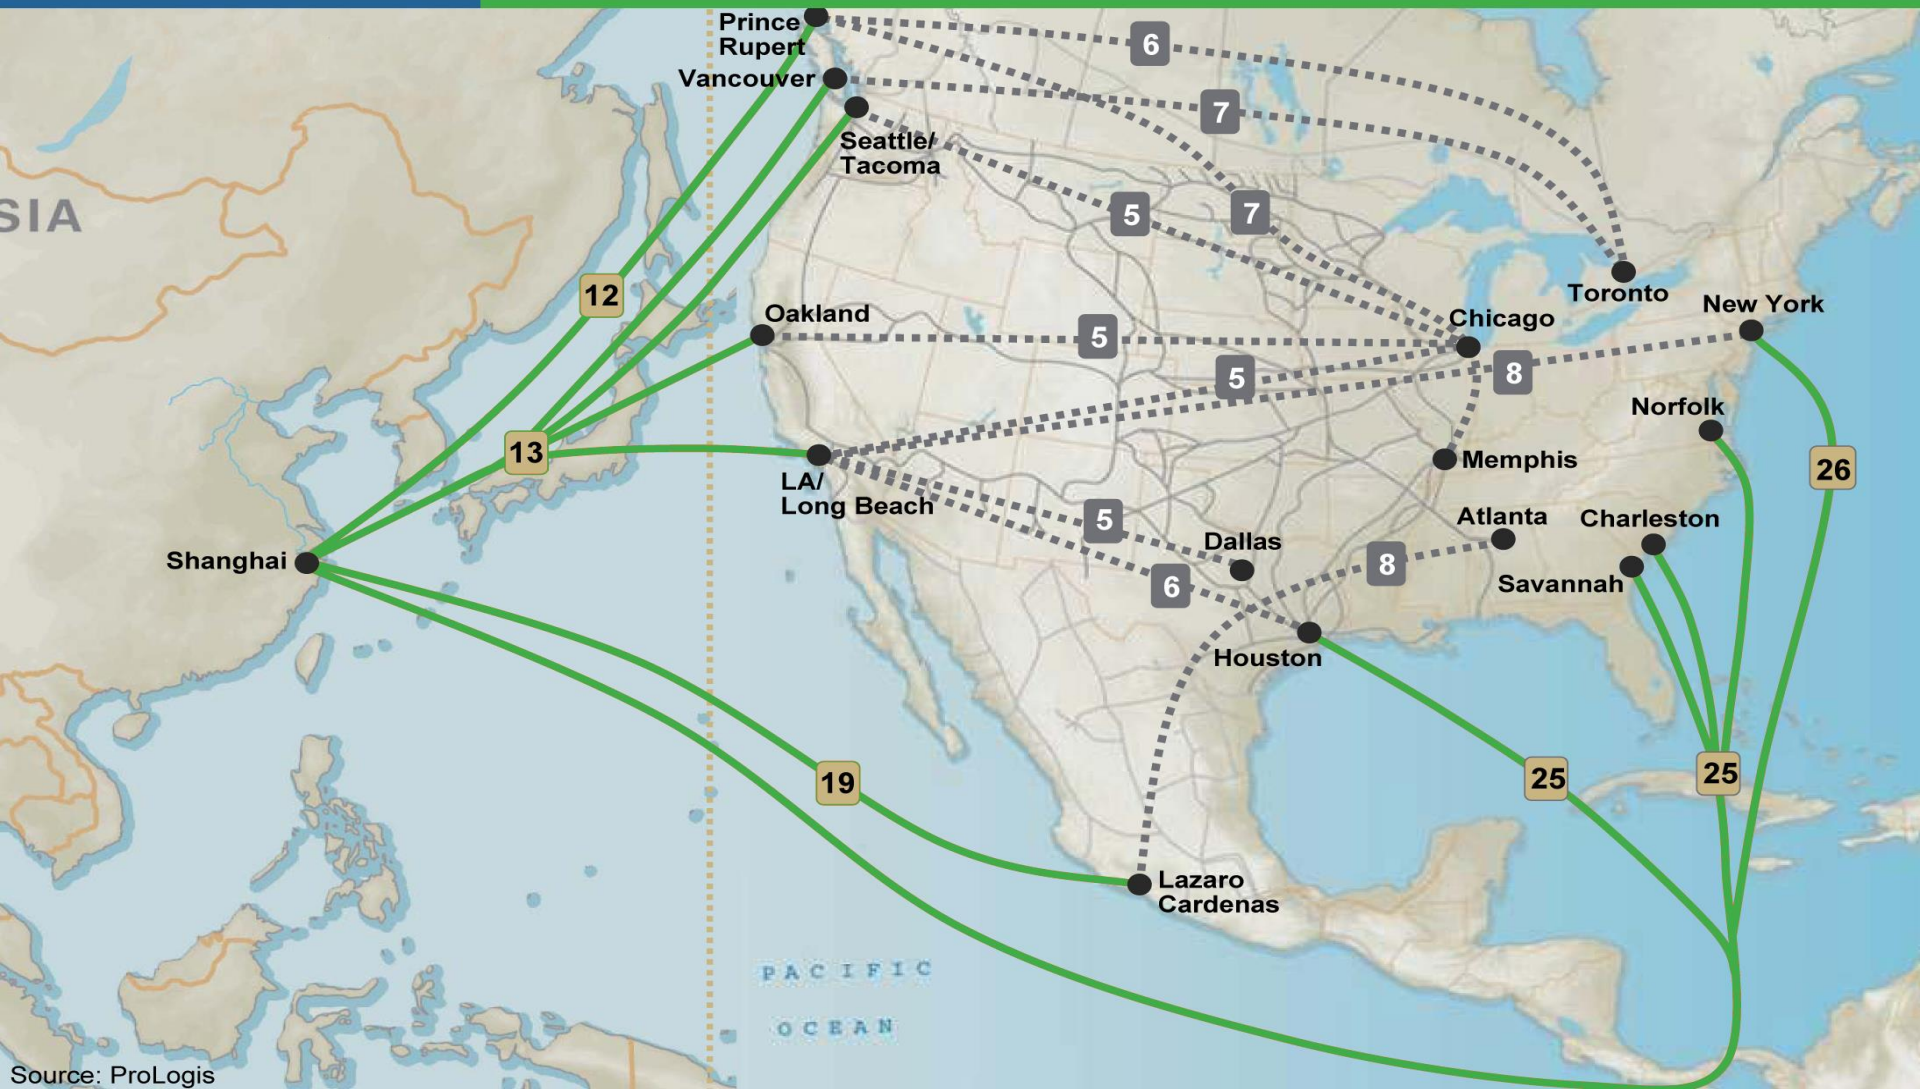 Prince
Rupert
6
Vancouver
7
Seattle/
Tacoma
SIA
5
7
12
Toronto
Oakland
New York
Chicago
5
5
8
Norfolk
13
Memphis
26
LA/
Long Beach
5
Atlanta
Charleston
Dallas
Shanghai
8
6
Savannah
Houston
19
25
25
Lazaro
Cardenas
PACIFIC
OCEAN
Source: ProLogis